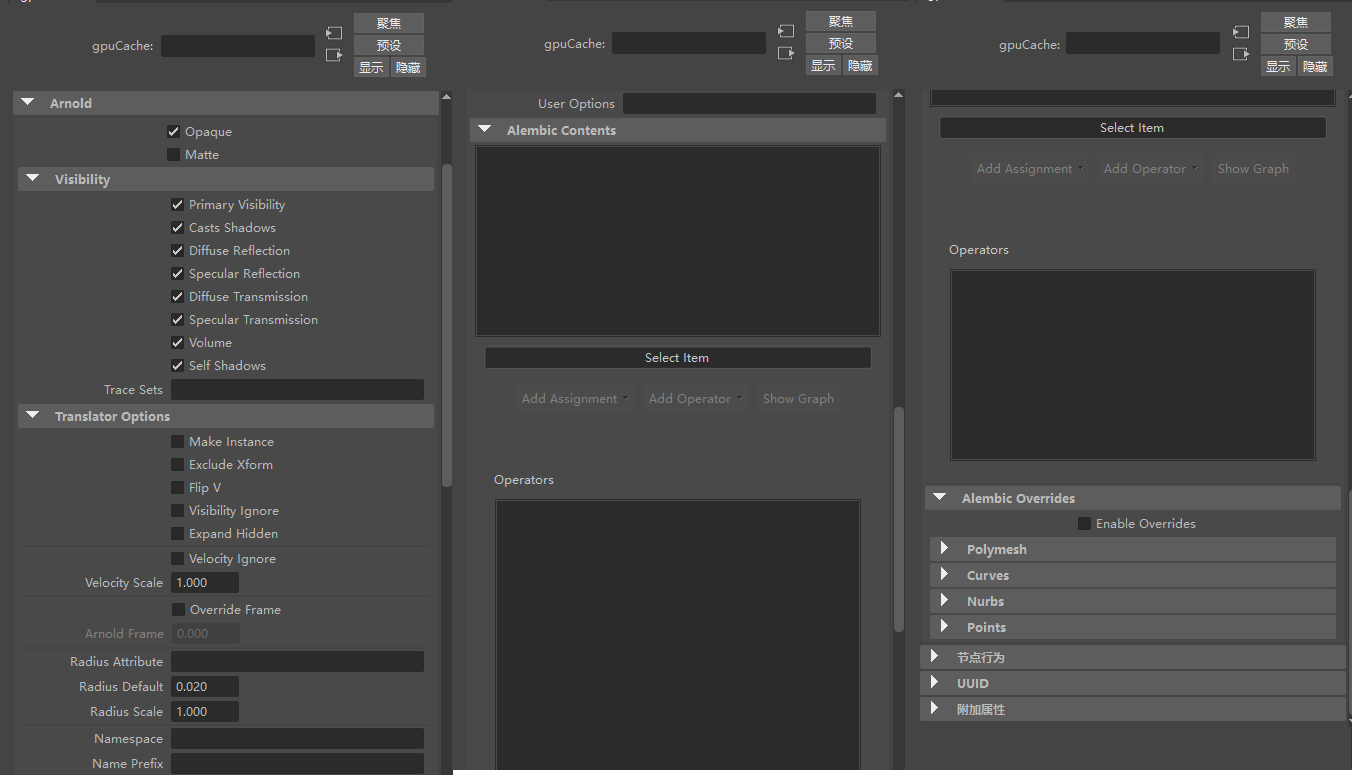 gpuCache:
聚焦
预设
显示 隐藏
Arnold
Opaque
Matte
Visibility
Primary Visibility
Casts Shadows
Diffuse Reflection
Specular Reflection
Diffuse Transmission
Specular Transmission
Volume
Self Shadows
Trace Sets
Translator Options
Make Instance
Exclude Xform
Flip V
Visibility Ignore
Expand Hidden
Velocity Ignore
Velocity Scale 1.000
Override Frame
Arnold Frame 0.000
Radius Attribute
Radius Default 0.020
Radius Scale 1.000
Namespace
Name Prefix
gpuCache:
聚焦
预设
显示 隐藏
User Options
Alembic Contents
Select Item
Add Assignment Add Operator Show Graph
Operators
gpuCache:
聚焦
预设
显示 隐藏
Select Item
Add Assignment Add Operator Show Graph
Operators
Alembic Overrides
Enable Overrides
Polymesh
Curves
Nurbs
Points
节点行为
UUID
附加属性